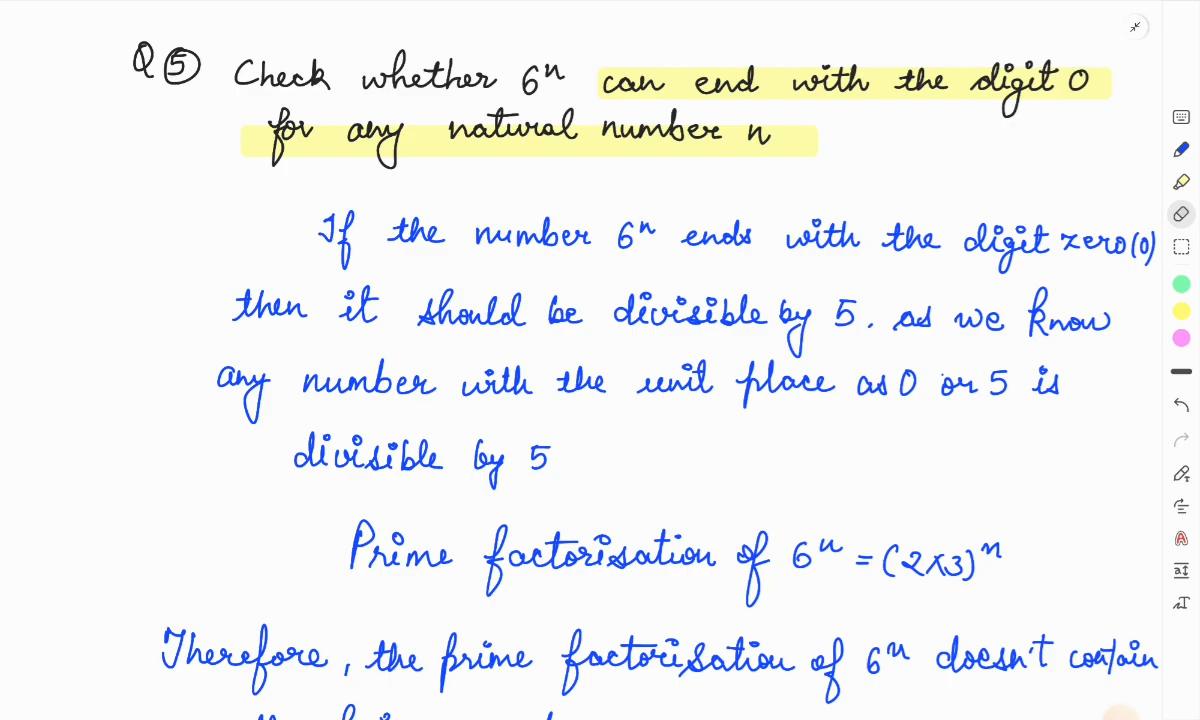 Q 5 Check whether 6ⁿ can end with the digit 0
for any natural number n
If the number 6ⁿ ends with the digit zero(0)
then it should be divisible by 5. as we know
any number with the unit place as 0 or 5 is
divisible by 5
Prime factorisation of 6ⁿ = (2×3)ⁿ
Therefore, the prime factorisation of 6ⁿ doesn't contain